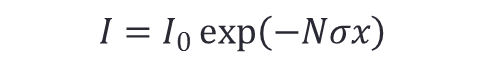 I = I₀ exp(−Nσx)